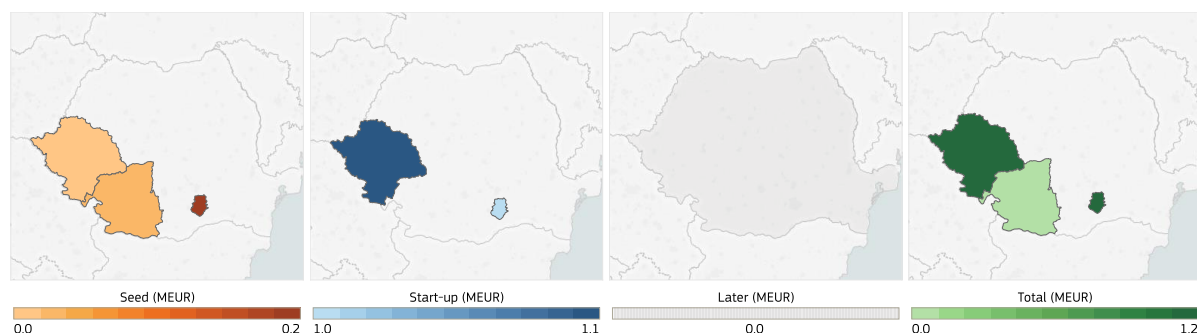 Seed (MEUR)
0.0 0.2
Start-up (MEUR)
1.0 1.1
Later (MEUR)
0.0
Total (MEUR)
0.0 1.2